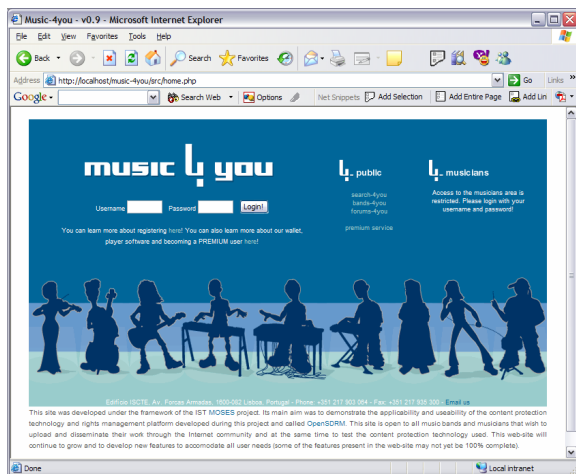 Music-4you - v0.9 - Microsoft Internet Explorer
File Edit View Favorites Tools Help
Back Search Favorites
Address http://localhost/music-4you/src/home.php Go Links »
Google Search Web Options Net Snippets Add Selection Add Entire Page Add Lin
music 4 you
4- public
4- musicians
search-4you
bands-4you
forums-4you
premium service
Access to the musicians area is
restricted. Please login with your
username and password!
Username Password Login!
You can learn more about registering here! You can also learn more about our wallet,
player software and becoming a PREMIUM user here!
Edifício ISCTE, Av. Forças Armadas, 1600-082 Lisboa, Portugal - Phone: +351 217 903 064 - Fax: +351 217 935 300 - Email us
This site was developed under the framework of the IST MOSES project. Its main aim was to demonstrate the applicability and useability of the content protection
technology and rights management platform developed during this project and called OpenSDRM. This site is open to all music bands and musicians that wish to
upload and disseminate their work through the Internet community and at the same time to test the content protection technology used. This web-site will
continue to grow and to develop new features to accomodate all user needs (some of the features present in the web-site may not yet be 100% complete).
Done Local intranet